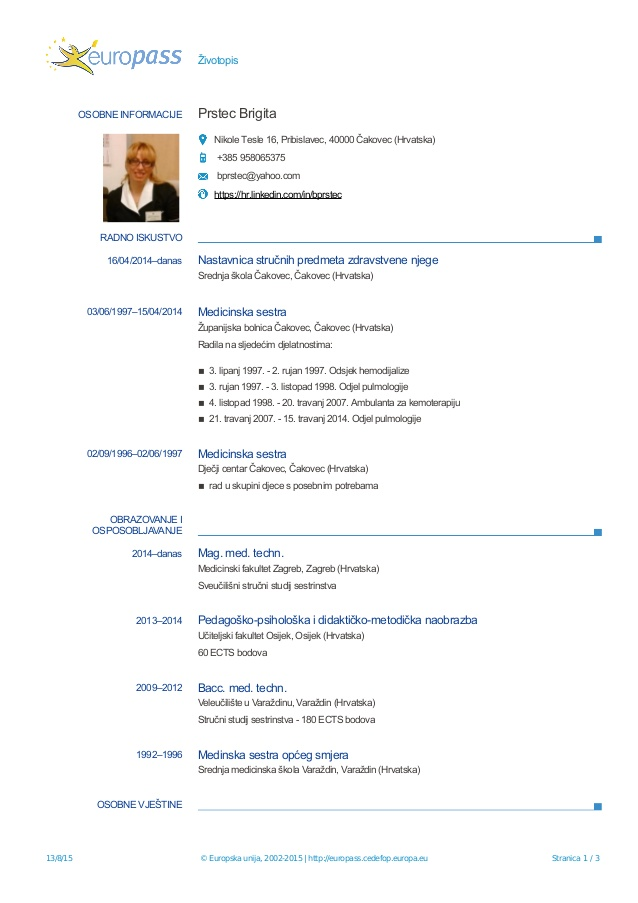 europass
Životopis
OSOBNE INFORMACIJE
Prstec Brigita
Nikole Tesle 16, Pribislavec, 40000 Čakovec (Hrvatska)
+385 958065375
bprstec@yahoo.com
https://hr.linkedin.com/in/bprstec
RADNO ISKUSTVO
16/04/2014–danas
Nastavnica stručnih predmeta zdravstvene njege
Srednja škola Čakovec, Čakovec (Hrvatska)
03/06/1997–15/04/2014
Medicinska sestra
Županijska bolnica Čakovec, Čakovec (Hrvatska)
Radila na sljedećim djelatnostima:
■ 3. lipanj 1997. - 2. rujan 1997. Odsjek hemodijalize
■ 3. rujan 1997. - 3. listopad 1998. Odjel pulmologije
■ 4. listopad 1998. - 20. travanj 2007. Ambulanta za kemoterapiju
■ 21. travanj 2007. - 15. travanj 2014. Odjel pulmologije
02/09/1996–02/06/1997
Medicinska sestra
Dječji centar Čakovec, Čakovec (Hrvatska)
■ rad u skupini djece s posebnim potrebama
OBRAZOVANJE I
OSPOSOBLJAVANJE
2014–danas
Mag. med. techn.
Medicinski fakultet Zagreb, Zagreb (Hrvatska)
Sveučilišni stručni studij sestrinstva
2013–2014
Pedagoško-psihološka i didaktičko-metodička naobrazba
Učiteljski fakultet Osijek, Osijek (Hrvatska)
60 ECTS bodova
2009–2012
Bacc. med. techn.
Veleučilište u Varaždinu, Varaždin (Hrvatska)
Stručni studij sestrinstva - 180 ECTS bodova
1992–1996
Medinska sestra općeg smjera
Srednja medicinska škola Varaždin, Varaždin (Hrvatska)
OSOBNE VJEŠTINE
13/8/15
© Europska unija, 2002-2015 | http://europass.cedefop.europa.eu
Stranica 1 / 3